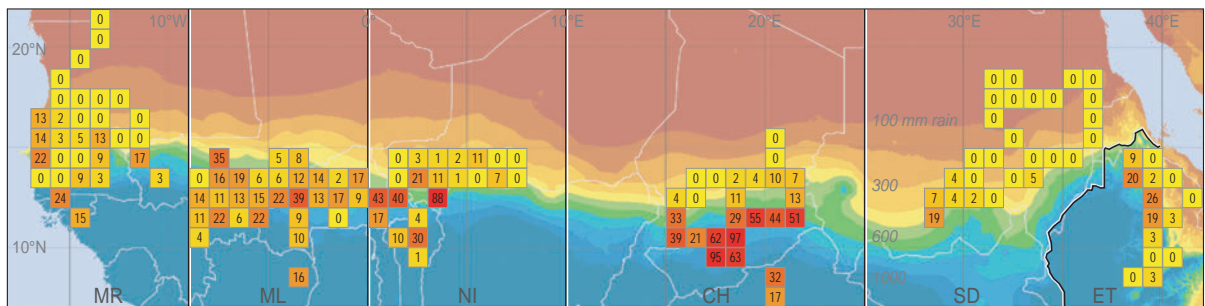 0 10°W 0° 10°E 20°E 30°E 40°E
0
20°N
0
0 0 0 0 0
0 0 0 0 0 0 0 0 0
13 2 0 0 0 100 mm rain 0 0
14 3 5 13 0 0 0 0 0
22 0 0 9 17 35 5 8 0 3 1 2 11 0 0 0 0 0 0 0 0 9 0
0 0 9 3 3 0 16 19 6 6 12 14 2 17 0 21 11 1 0 7 0 0 0 2 4 10 7 4 0 0 5 20 2 0
300
24 14 11 13 15 22 39 13 17 9 43 40 88 4 0 11 13 7 4 2 0 26 0
15 11 22 6 22 9 0 17 4 33 29 55 44 51 19 19 3
4 10 10 30 39 21 62 97 600 3
10°N
1 95 63 0 0
16 32 1000 0 3
MR ML NI CH 17 SD ET